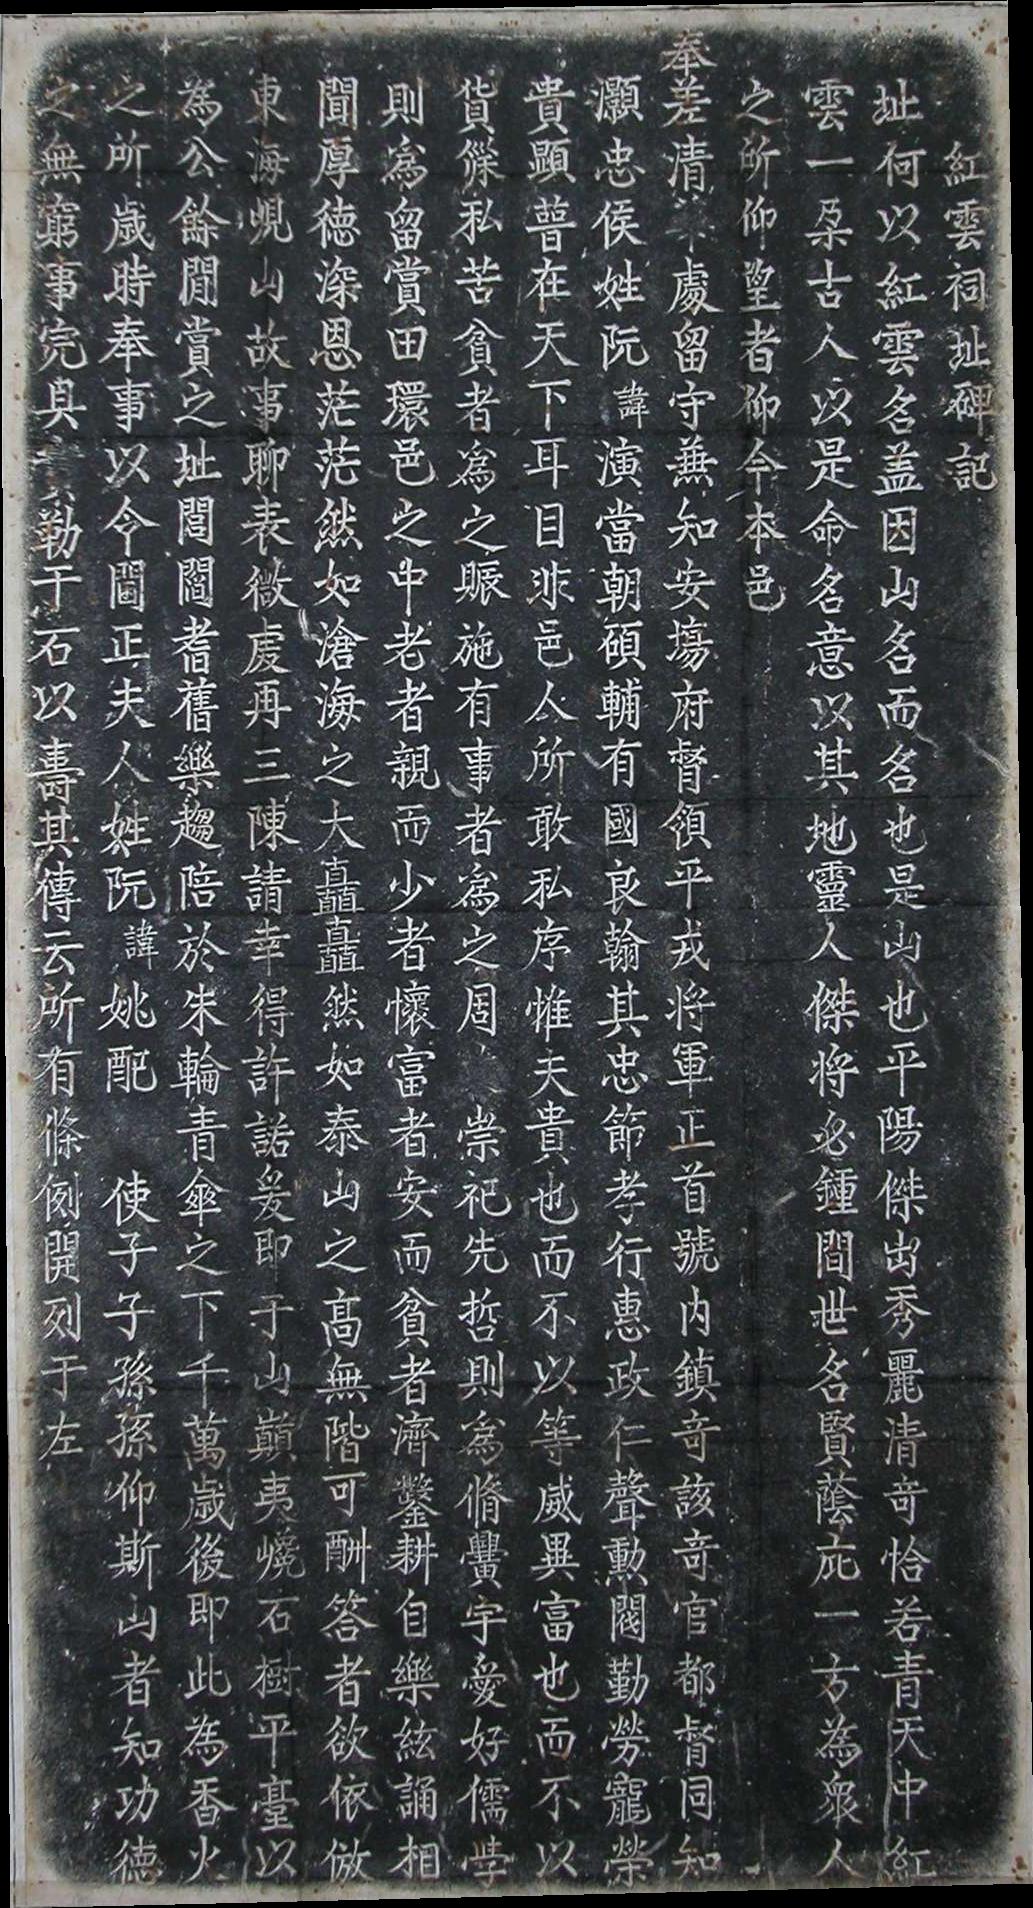 紅雲祠址碑記
址何以紅雲名盖因山名而名也是山也平陽傑出秀麗清竒恰若青天中紅
雲一朶古人以是命名意以其地靈人傑将必鍾間世名賢蔭庇一方為衆人
之所仰望者仰今本邑
奉差清處留守兼知安塲府督領平戎将軍正首號内鎮竒該竒官都督同知
灝忠侯姓阮諱演當朝碩輔有國良翰其忠節孝行惠政仁聲勳閥勤勞寵榮
貴顕普在天下耳目非邑人所敢私序惟夫貴也而不以等威異富也而不以
貨財私苦貧者為之賑施有事者為之周崇祀先哲則為脩黌宇愛好儒學
則為留賞田環邑之中老者親而少者懷富者安而貧者濟鑿耕自樂絃誦相
聞厚德深恩茫茫然如滄海之大矗矗然如泰山之高無階可酬答者欲依倣
東海峴山故事聊表微虔再三陳請幸得許諾爰即于山巔夷巉石樹平臺以
為公餘閒賞之址閭閻耆舊樂趨陪於朱輪青傘之下千萬歲後即此為香火
之所歲時奉事以令閫正夫人姓阮諱姚配使子子孫孫仰斯山者知功德
之無窮事完具勒于石以壽其傳云所有條例開列于左